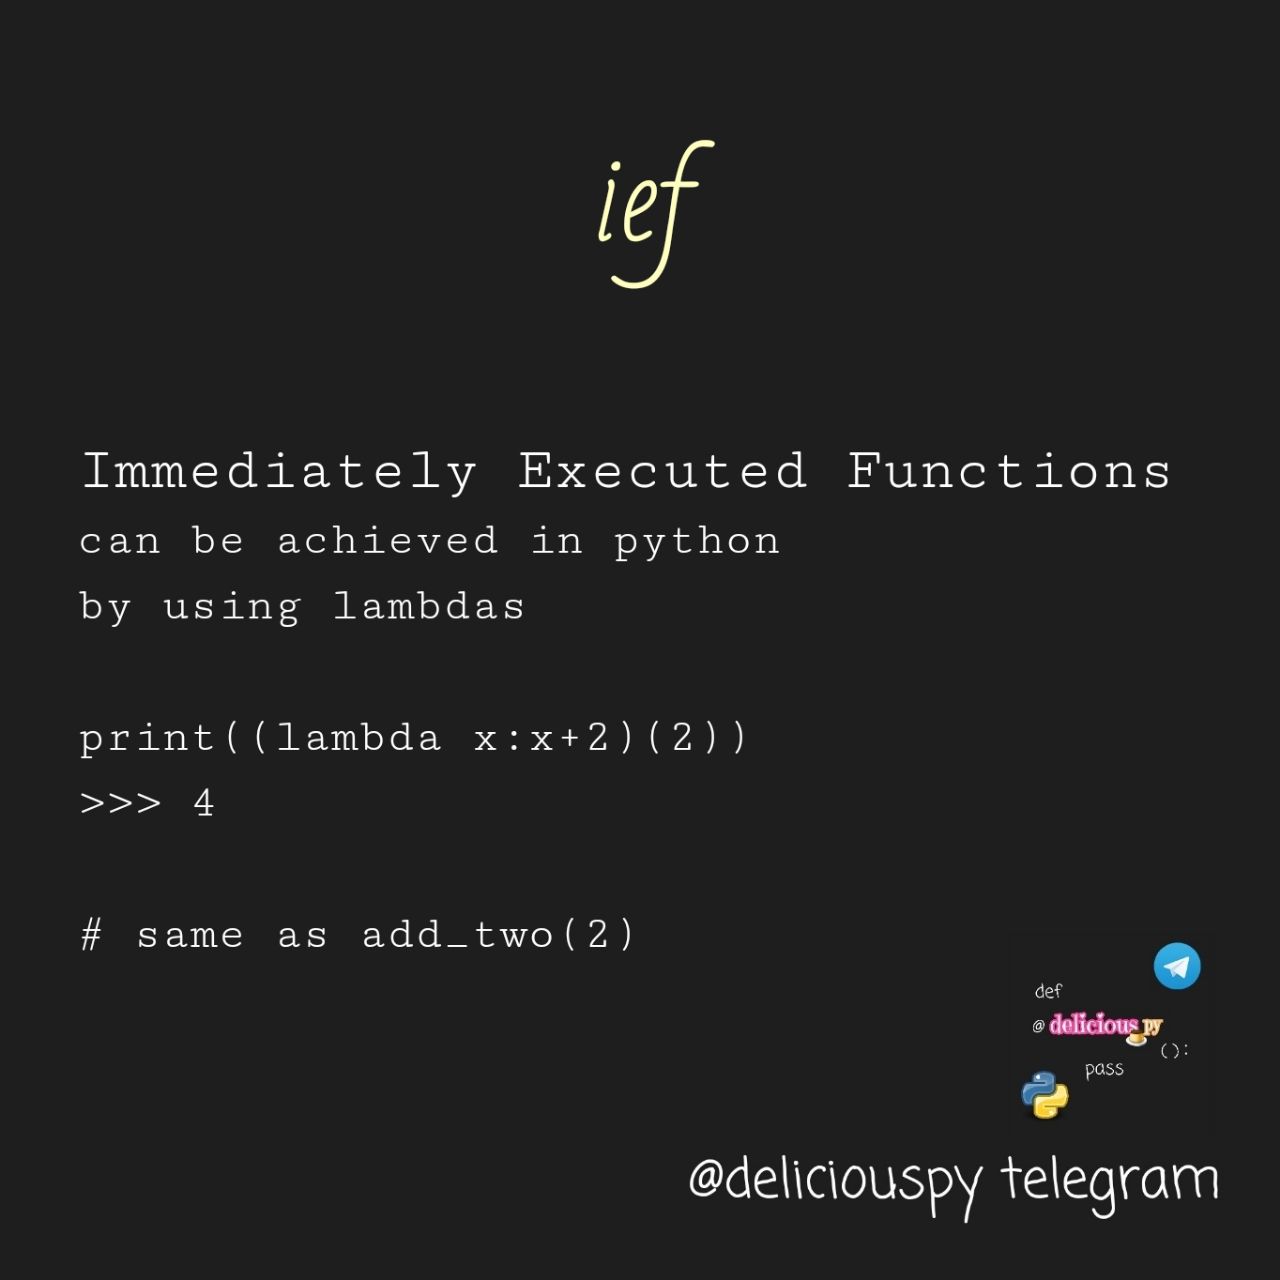 ief
Immediately Executed Functions
can be achieved in python
by using lambdas
print((lambda x:x+2)(2))
>>> 4
# same as add_two(2)
def
@ delicious py
():
pass
@deliciouspy telegram